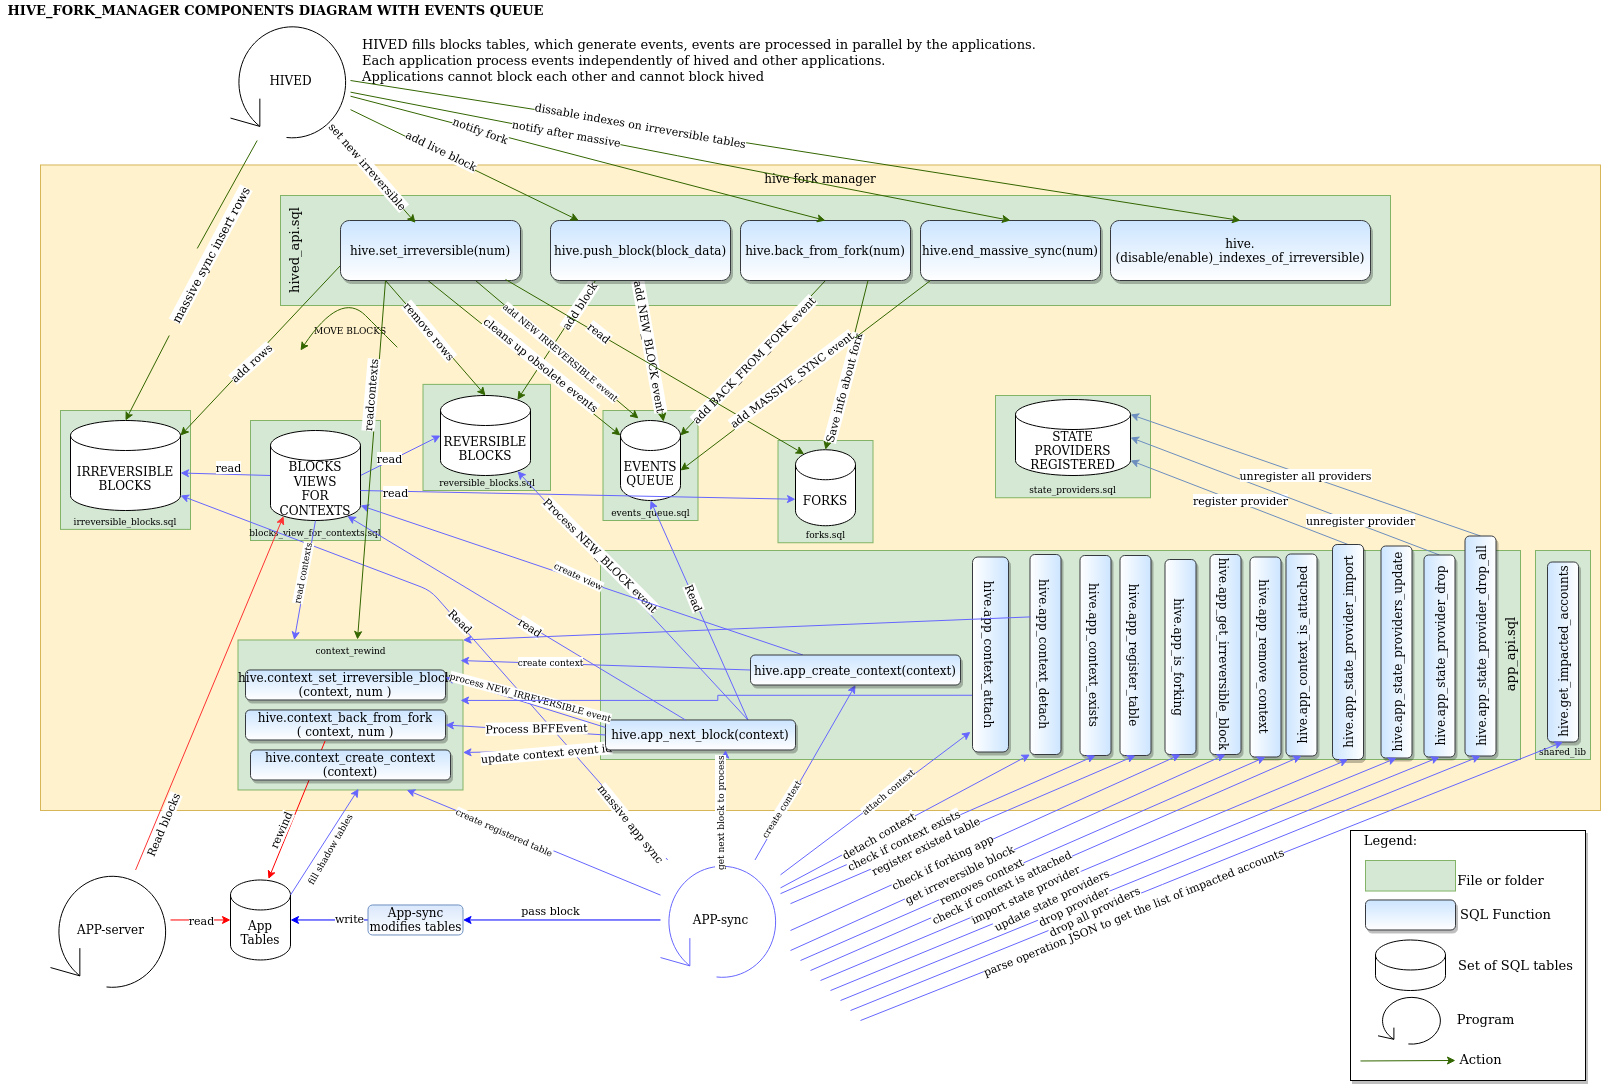 HIVE_FORK_MANAGER COMPONENTS DIAGRAM WITH EVENTS QUEUE
HIVED fills blocks tables, which generate events, events are processed in parallel by the applications.
Each application process events independently of hived and other applications.
Applications cannot block each other and cannot block hived
HIVED
dissable indexes on irreversible tables
notify after massive
notify fork
add live block
set new irreversible
massive sync insert rows
hive fork manager
hived_api.sql
hive.set_irreversible(num)
hive.push_block(block_data)
hive.back_from_fork(num)
hive.end_massive_sync(num)
hive.
(disable/enable)_indexes_of_irreversible)
MOVE BLOCKS
add rows
readcontexts
remove rows
cleans up obsolete events
add NEW IRREVERSIBLE event
read
add block
add NEW_BLOCK event
add BACK_FROM_FORK event
add MASSIVE_SYNC event
Save info about fork
IRREVERSIBLE
BLOCKS
irreversible_blocks.sql
read
BLOCKS
VIEWS
FOR
CONTEXTS
blocks_view_for_contexts.sql
read
read
REVERSIBLE
BLOCKS
reversible_blocks.sql
EVENTS
QUEUE
events_queue.sql
FORKS
forks.sql
STATE
PROVIDERS
REGISTERED
state_providers.sql
unregister all providers
register provider
unregister provider
read contexts
Process NEW_BLOCK event
create view
Read
Read
read
context_rewind
hive.context_set_irreversible_block
(context, num )
hive.context_back_from_fork
( context, num )
hive.context_create_context
(context)
create context
process NEW_IRREVERSIBLE event
Process BFFEvent
update context event id
hive.app_create_context(context)
hive.app_next_block(context)
hive.app_context_attach
hive.app_context_detach
hive.app_context_exists
hive.app_register_table
hive.app_is_forking
hive.app_get_irreversible_block
hive.app_remove_context
hive.app_context_is_attached
hive.app_state_provider_import
hive.app_state_providers_update
hive.app_state_provider_drop
hive.app_state_provider_drop_all
app_api.sql
hive.get_impacted_accounts
shared_lib
Read blocks
rewind
fill shadow tables
create registered table
massive app sync
get next block to process
create context
attach context
detach context
check if context exists
register existed table
check if forking app
get irreversible block
removes context
check if context is attached
import state provider
update state providers
drop provider
drop all providers
parse operation JSON to get the list of impacted accounts
APP-server
read
App
Tables
write
App-sync
modifies tables
pass block
APP-sync
Legend:
File or folder
SQL Function
Set of SQL tables
Program
Action